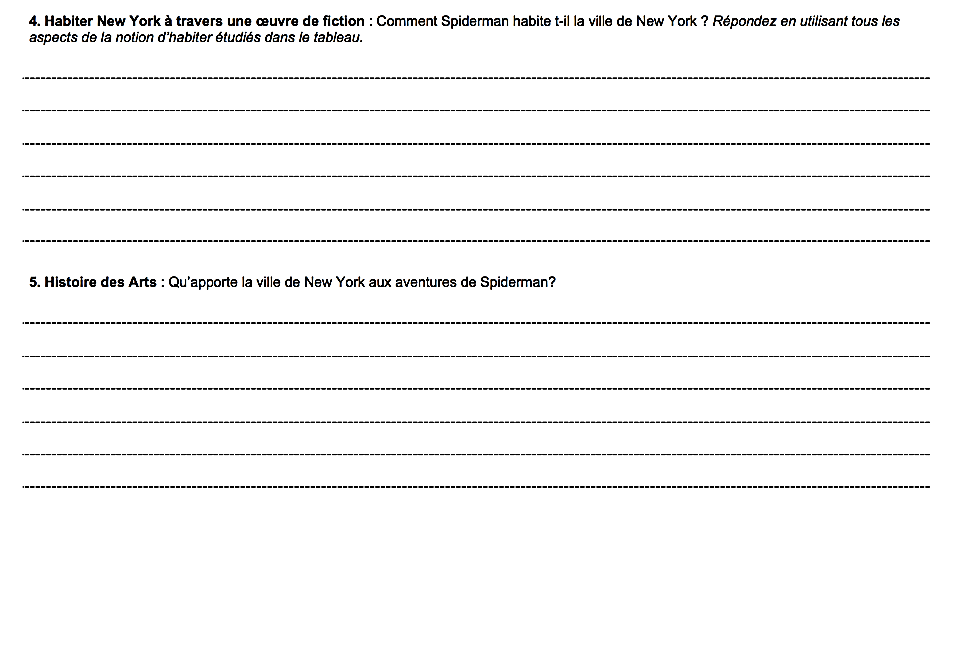 4. Habiter New York à travers une œuvre de fiction : Comment Spiderman habite t-il la ville de New York ? Répondez en utilisant tous les
aspects de la notion d'habiter étudiés dans le tableau.
5. Histoire des Arts : Qu'apporte la ville de New York aux aventures de Spiderman?